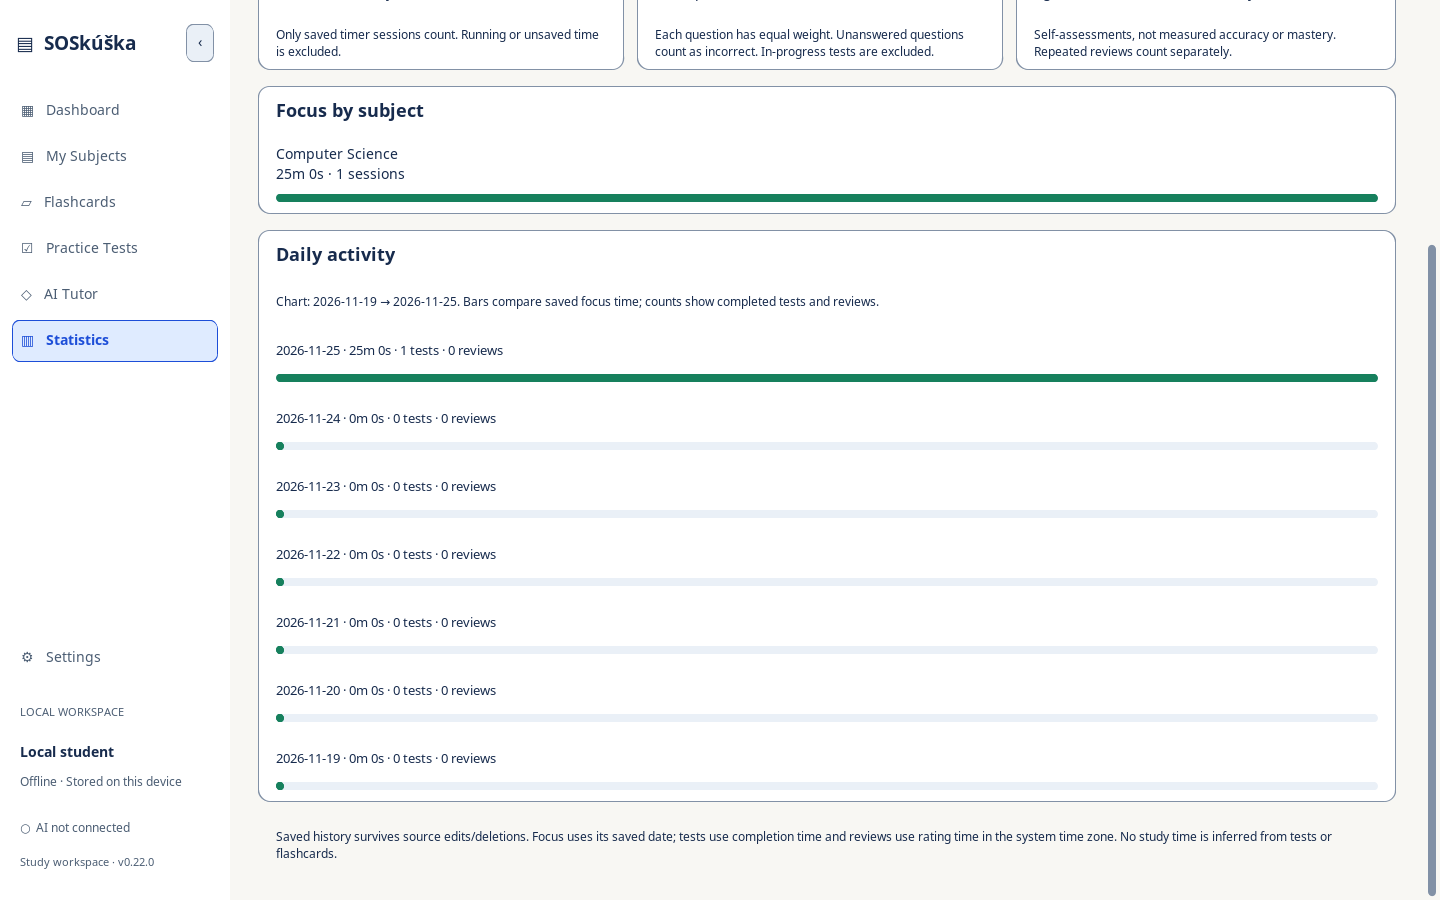 SOSkúška
Dashboard
My Subjects
Flashcards
Practice Tests
AI Tutor
Statistics
Settings
LOCAL WORKSPACE
Local student
Offline · Stored on this device
AI not connected
Study workspace · v0.22.0
Only saved timer sessions count. Running or unsaved time
is excluded.
Each question has equal weight. Unanswered questions
count as incorrect. In-progress tests are excluded.
Self-assessments, not measured accuracy or mastery.
Repeated reviews count separately.
Focus by subject
Computer Science
25m 0s · 1 sessions
Daily activity
Chart: 2026-11-19 → 2026-11-25. Bars compare saved focus time; counts show completed tests and reviews.
2026-11-25 · 25m 0s · 1 tests · 0 reviews
2026-11-24 · 0m 0s · 0 tests · 0 reviews
2026-11-23 · 0m 0s · 0 tests · 0 reviews
2026-11-22 · 0m 0s · 0 tests · 0 reviews
2026-11-21 · 0m 0s · 0 tests · 0 reviews
2026-11-20 · 0m 0s · 0 tests · 0 reviews
2026-11-19 · 0m 0s · 0 tests · 0 reviews
Saved history survives source edits/deletions. Focus uses its saved date; tests use completion time and reviews use rating time in the system time zone. No study time is inferred from tests or
flashcards.